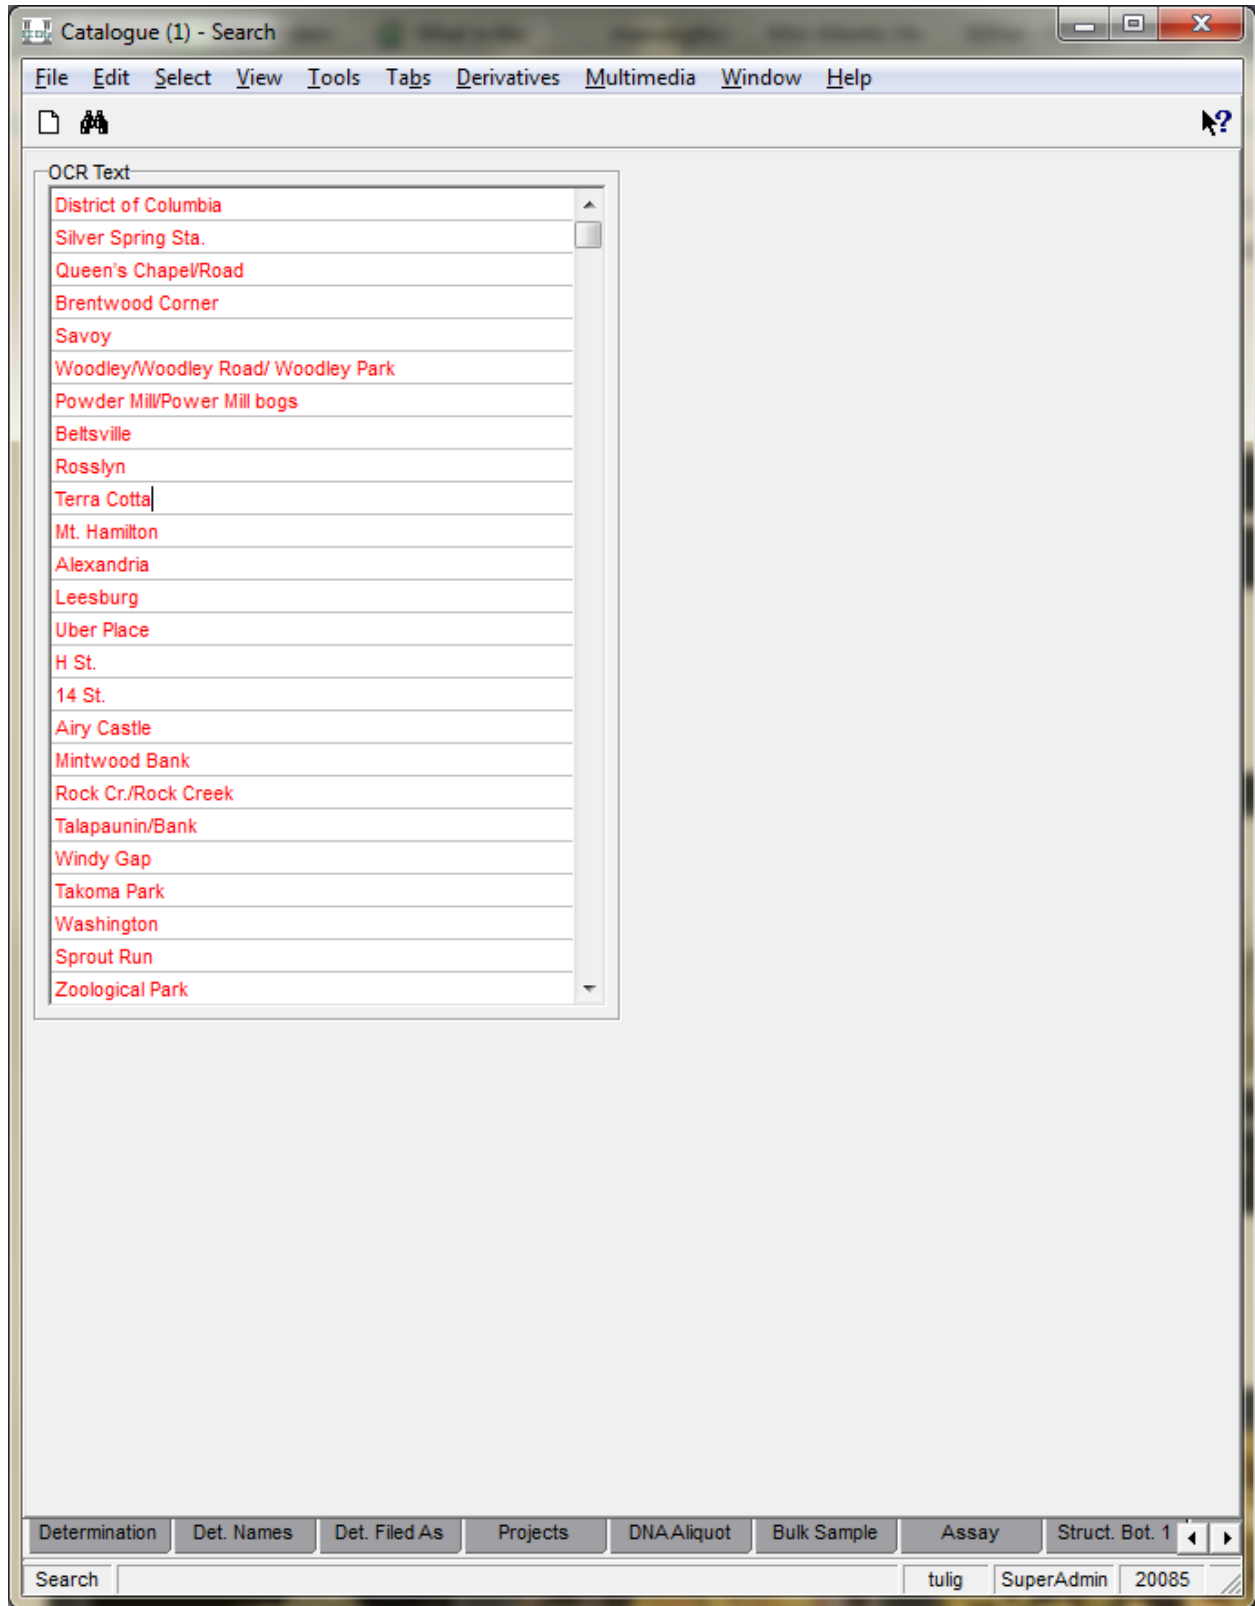 Catalogue (1) - Search
File Edit Select View Tools Tabs Derivatives Multimedia Window Help
OCR Text
District of Columbia
Silver Spring Sta.
Queen's Chapel/Road
Brentwood Corner
Savoy
Woodley/Woodley Road/ Woodley Park
Powder Mill/Power Mill bogs
Beltsville
Rosslyn
Terra Cotta
Mt. Hamilton
Alexandria
Leesburg
Uber Place
H St.
14 St.
Airy Castle
Mintwood Bank
Rock Cr./Rock Creek
Talapaunin/Bank
Windy Gap
Takoma Park
Washington
Sprout Run
Zoological Park
Determination Det. Names Det. Filed As Projects DNA Aliquot Bulk Sample Assay Struct. Bot. 1
Search tulig SuperAdmin 20085